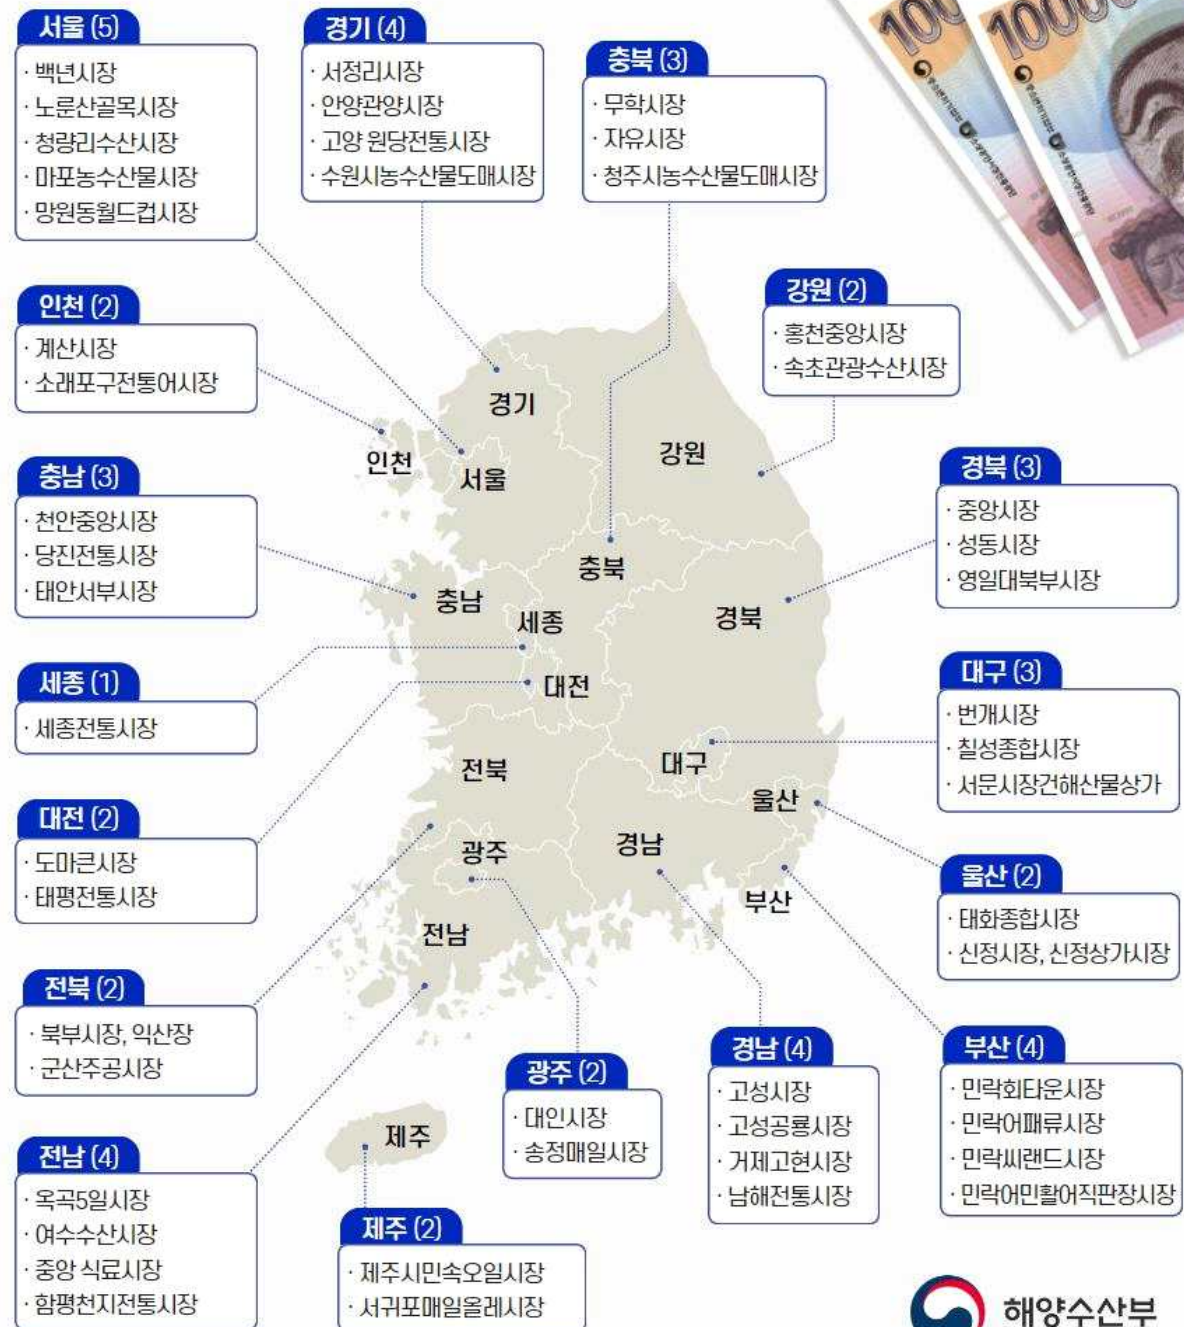 서울 (5)
· 백년시장
· 노룬산골목시장
· 청량리수산시장
· 마포농수산물시장
· 망원동월드컵시장
경기 (4)
· 서정리시장
· 안양관양시장
· 고양 원당전통시장
· 수원시농수산물도매시장
충북 (3)
· 무학시장
· 자유시장
· 청주시농수산물도매시장
100
10000
인천 (2)
· 계산시장
· 소래포구전통어시장
강원 (2)
· 홍천중앙시장
· 속초관광수산시장
충남 (3)
· 천안중앙시장
· 당진전통시장
· 태안서부시장
경북 (3)
· 중앙시장
· 성동시장
· 영일대북부시장
세종 (1)
· 세종전통시장
대구 (3)
· 번개시장
· 칠성종합시장
· 서문시장건해산물상가
대전 (2)
· 도마큰시장
· 태평전통시장
울산 (2)
· 태화종합시장
· 신정시장, 신정상가시장
전북 (2)
· 북부시장, 익산장
· 군산주공시장
광주 (2)
· 대인시장
· 송정매일시장
경남 (4)
· 고성시장
· 고성공룡시장
· 거제고현시장
· 남해전통시장
부산 (4)
· 민락회타운시장
· 민락어패류시장
· 민락씨랜드시장
· 민락어민활어직판장시장
전남 (4)
· 옥곡5일시장
· 여수수산시장
· 중앙 식료시장
· 함평천지전통시장
제주 (2)
· 제주시민속오일시장
· 서귀포매일올레시장
경기
인천
서울
강원
충남
충북
세종
대전
경북
전북
대구
울산
광주
경남
부산
전남
제주
해양수산부